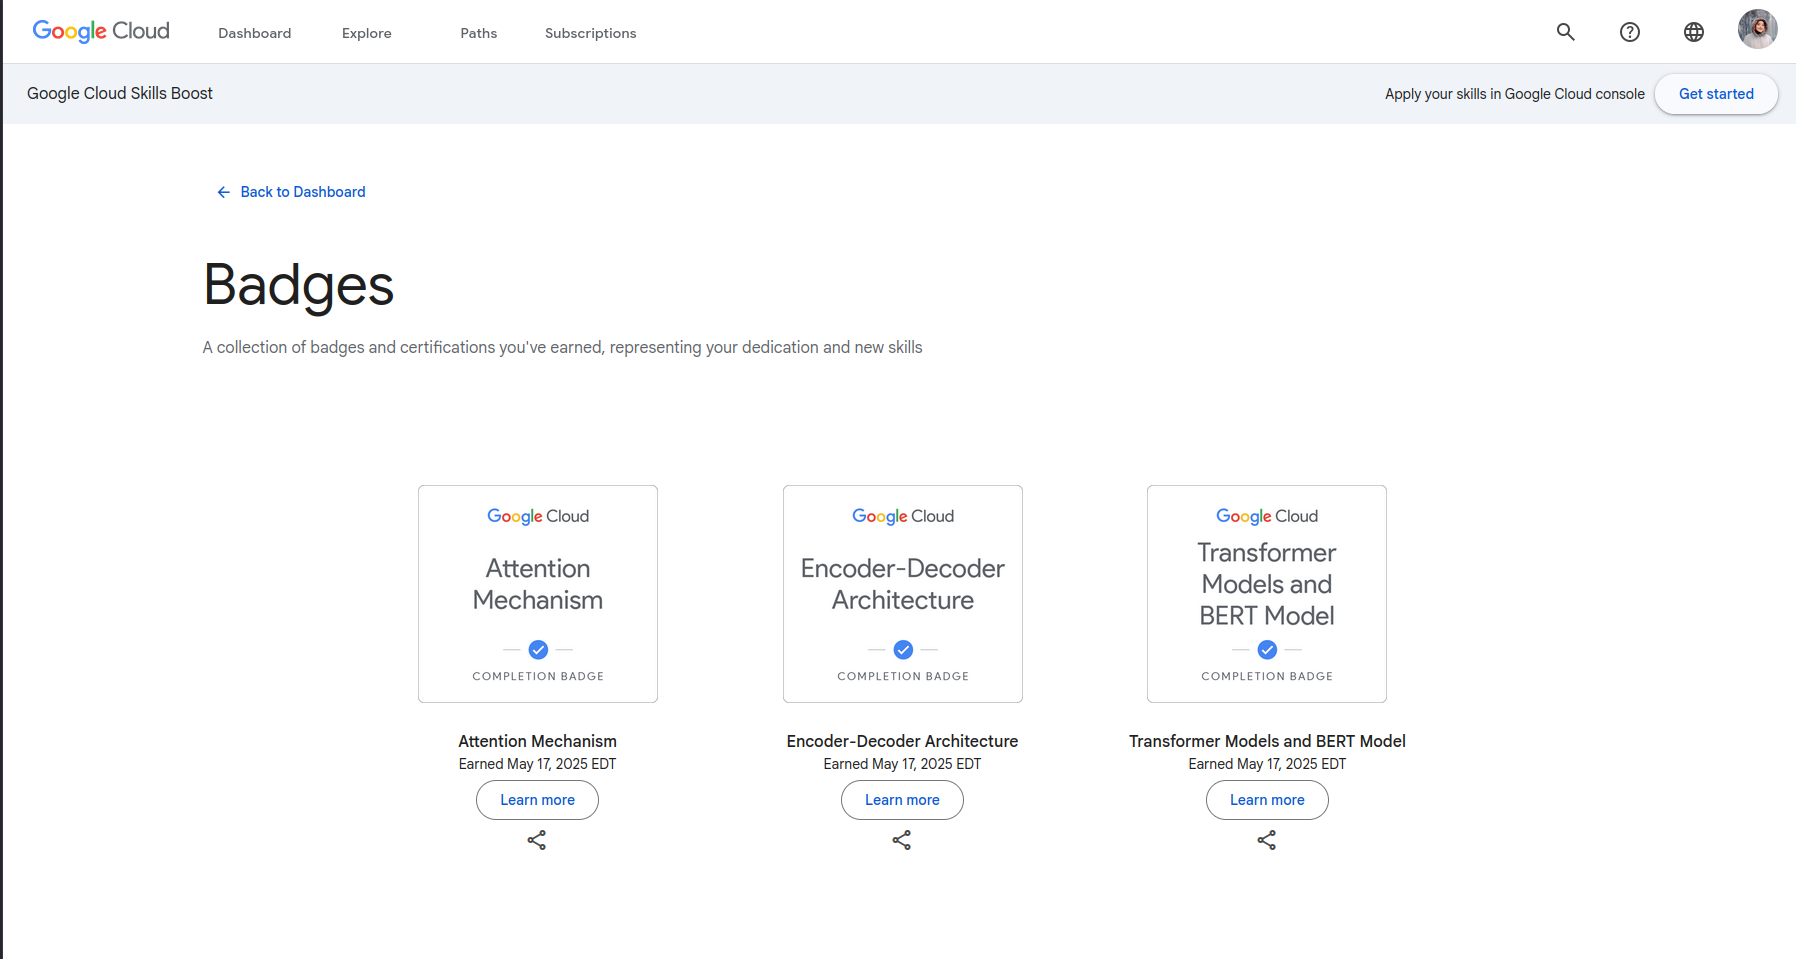 Google Cloud Dashboard Explore Paths Subscriptions
Google Cloud Skills Boost Apply your skills in Google Cloud console Get started
Back to Dashboard
Badges
A collection of badges and certifications you've earned, representing your dedication and new skills
Google Cloud
Attention
Mechanism
COMPLETION BADGE
Attention Mechanism
Earned May 17, 2025 EDT
Learn more
Google Cloud
Encoder-Decoder
Architecture
COMPLETION BADGE
Encoder-Decoder Architecture
Earned May 17, 2025 EDT
Learn more
Google Cloud
Transformer
Models and
BERT Model
COMPLETION BADGE
Transformer Models and BERT Model
Earned May 17, 2025 EDT
Learn more